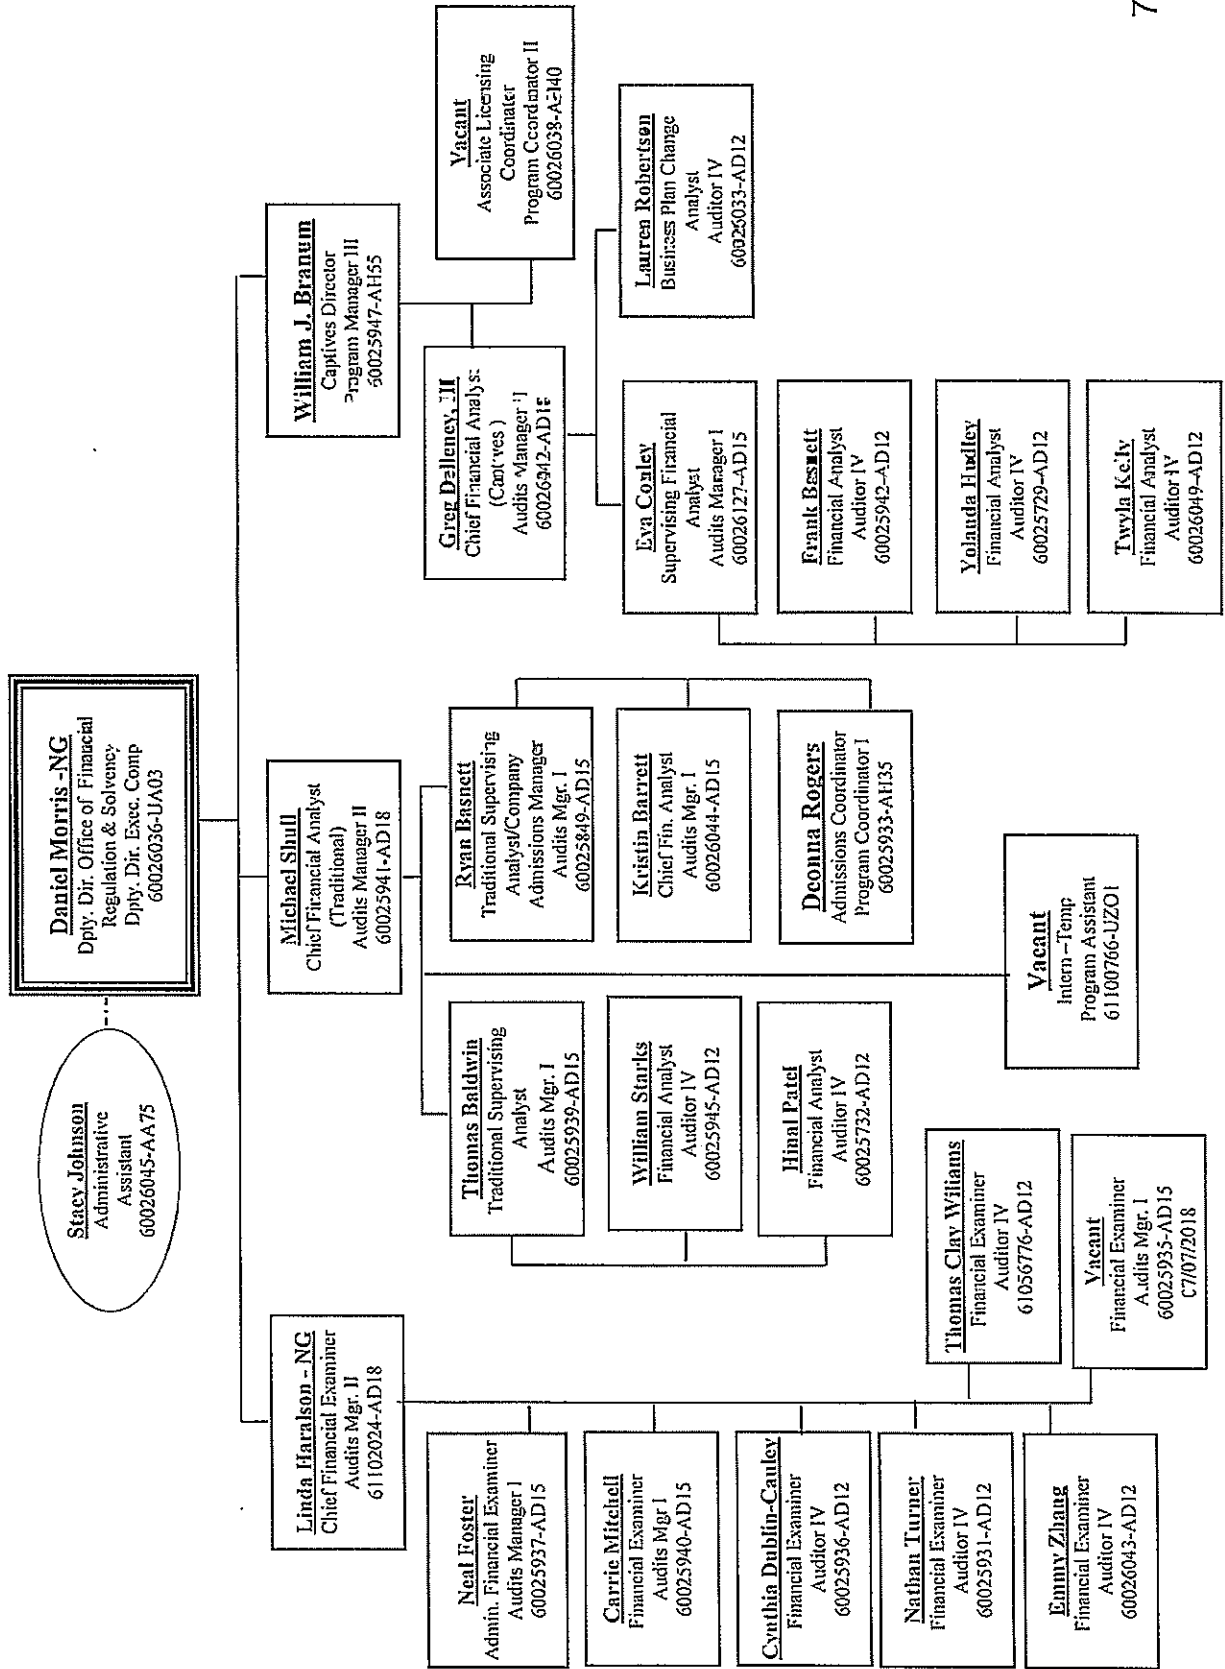 Stacy Johnson
Administrative
Assistant
60026045-AA75
Daniel Morris -NG
Dpty. Dir. Office of Financial
Regulation & Solvency
Dpty. Dir. Exec. Comp
60026036-UA03
Linda Haralson - NG
Chief Financial Examiner
Audits Mgr. II
61102024-AD18
Michael Shull
Chief Financial Analyst
(Traditional)
Audits Manager II
60025941-AD18
William J. Branum
Captives Director
Program Manager III
60025947-AH55
Neal Foster
Admin. Financial Examiner
Audits Manager I
60025937-AD15
Carrie Mitchell
Financial Examiner
Audits Mgr I
60025940-AD15
Cynthia Dublin-Cauley
Financial Examiner
Auditor IV
60025936-AD12
Nathan Turner
Financial Examiner
Auditor IV
60025931-AD12
Emmy Zhang
Financial Examiner
Auditor IV
60026043-AD12
Thomas Clay Wiliams
Financial Examiner
Auditor IV
61056776-AD12
Vacant
Financial Examiner
Audits Mgr. I
60025935-AD15
07/07/2018
Thomas Baldwin
Traditional Supervising
Analyst
Audits Mgr. I
60025939-AD15
William Starks
Financial Analyst
Auditor IV
60025945-AD12
Hinal Patel
Financial Analyst
Auditor IV
60025732-AD12
Ryan Basnett
Traditional Supervising
Analyst/Company
Admissions Manager
Audits Mgr. I
60025849-AD15
Kristin Barrett
Chief Fin. Analyst
Audits Mgr. I
60026044-AD15
Deonna Rogers
Admissions Coordinator
Program Coordinator I
60025933-AH35
Vacant
Intern-Temp
Program Assistant
61100766-UZO1
Greg Delleney, III
Chief Financial Analyst
(Captives )
Audits Manager II
60026042-AD18
Vacant
Associate Licensing
Coordinator
Program Coordinator II
60026038-AH40
Eva Conley
Supervising Financial
Analyst
Audits Manager I
60026127-AD15
Lauren Robertson
Business Plan Change
Analyst
Auditor IV
60026033-AD12
Frank Basnett
Financial Analyst
Auditor IV
60025942-AD12
Yolanda Hudley
Financial Analyst
Auditor IV
60025729-AD12
Twyla Kelly
Financial Analyst
Auditor IV
60026049-AD12
7